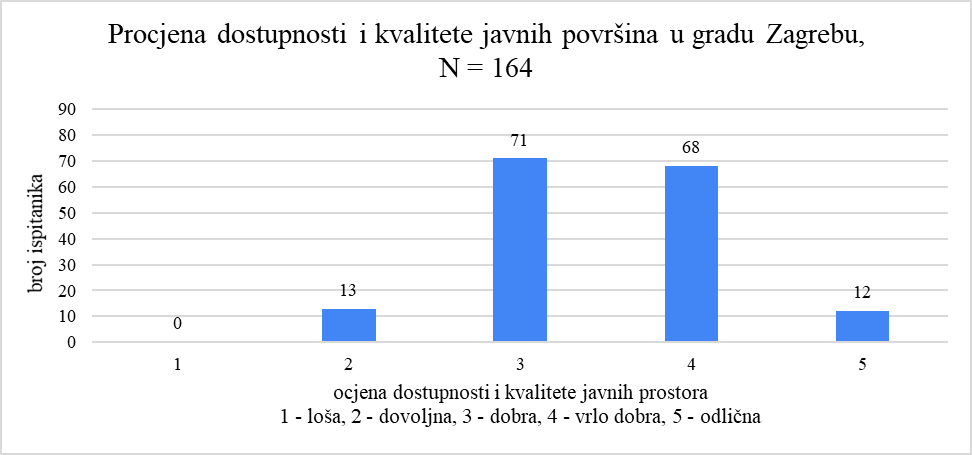 Procjena dostupnosti i kvalitete javnih površina u gradu Zagrebu,
N = 164
90
80
70
60
50
40
30
20
10
0
broj ispitanika
0
13
71
68
12
1 2 3 4 5
ocjena dostupnosti i kvalitete javnih prostora
1 - loša, 2 - dovoljna, 3 - dobra, 4 - vrlo dobra, 5 - odlična